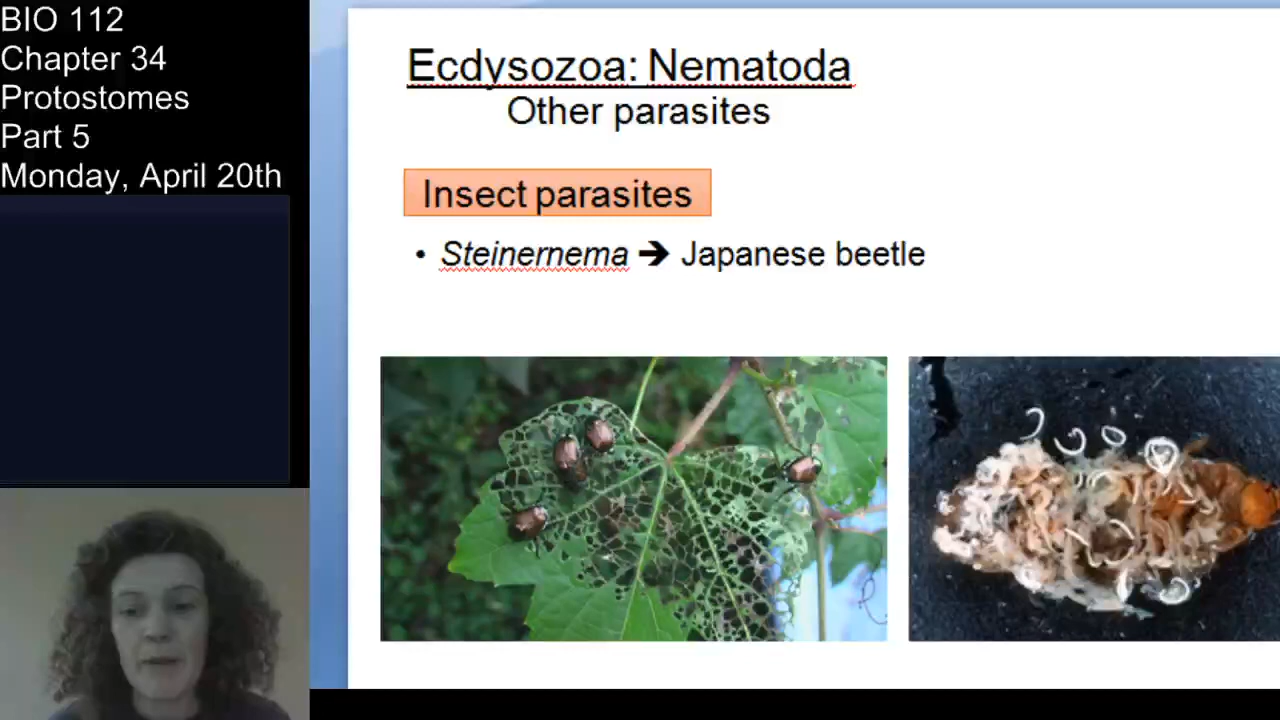 BIO 112
Chapter 34
Protostomes
Part 5
Monday, April 20th
Ecdysozoa: Nematoda
Other parasites
Insect parasites
• Steinernema ➔ Japanese beetle